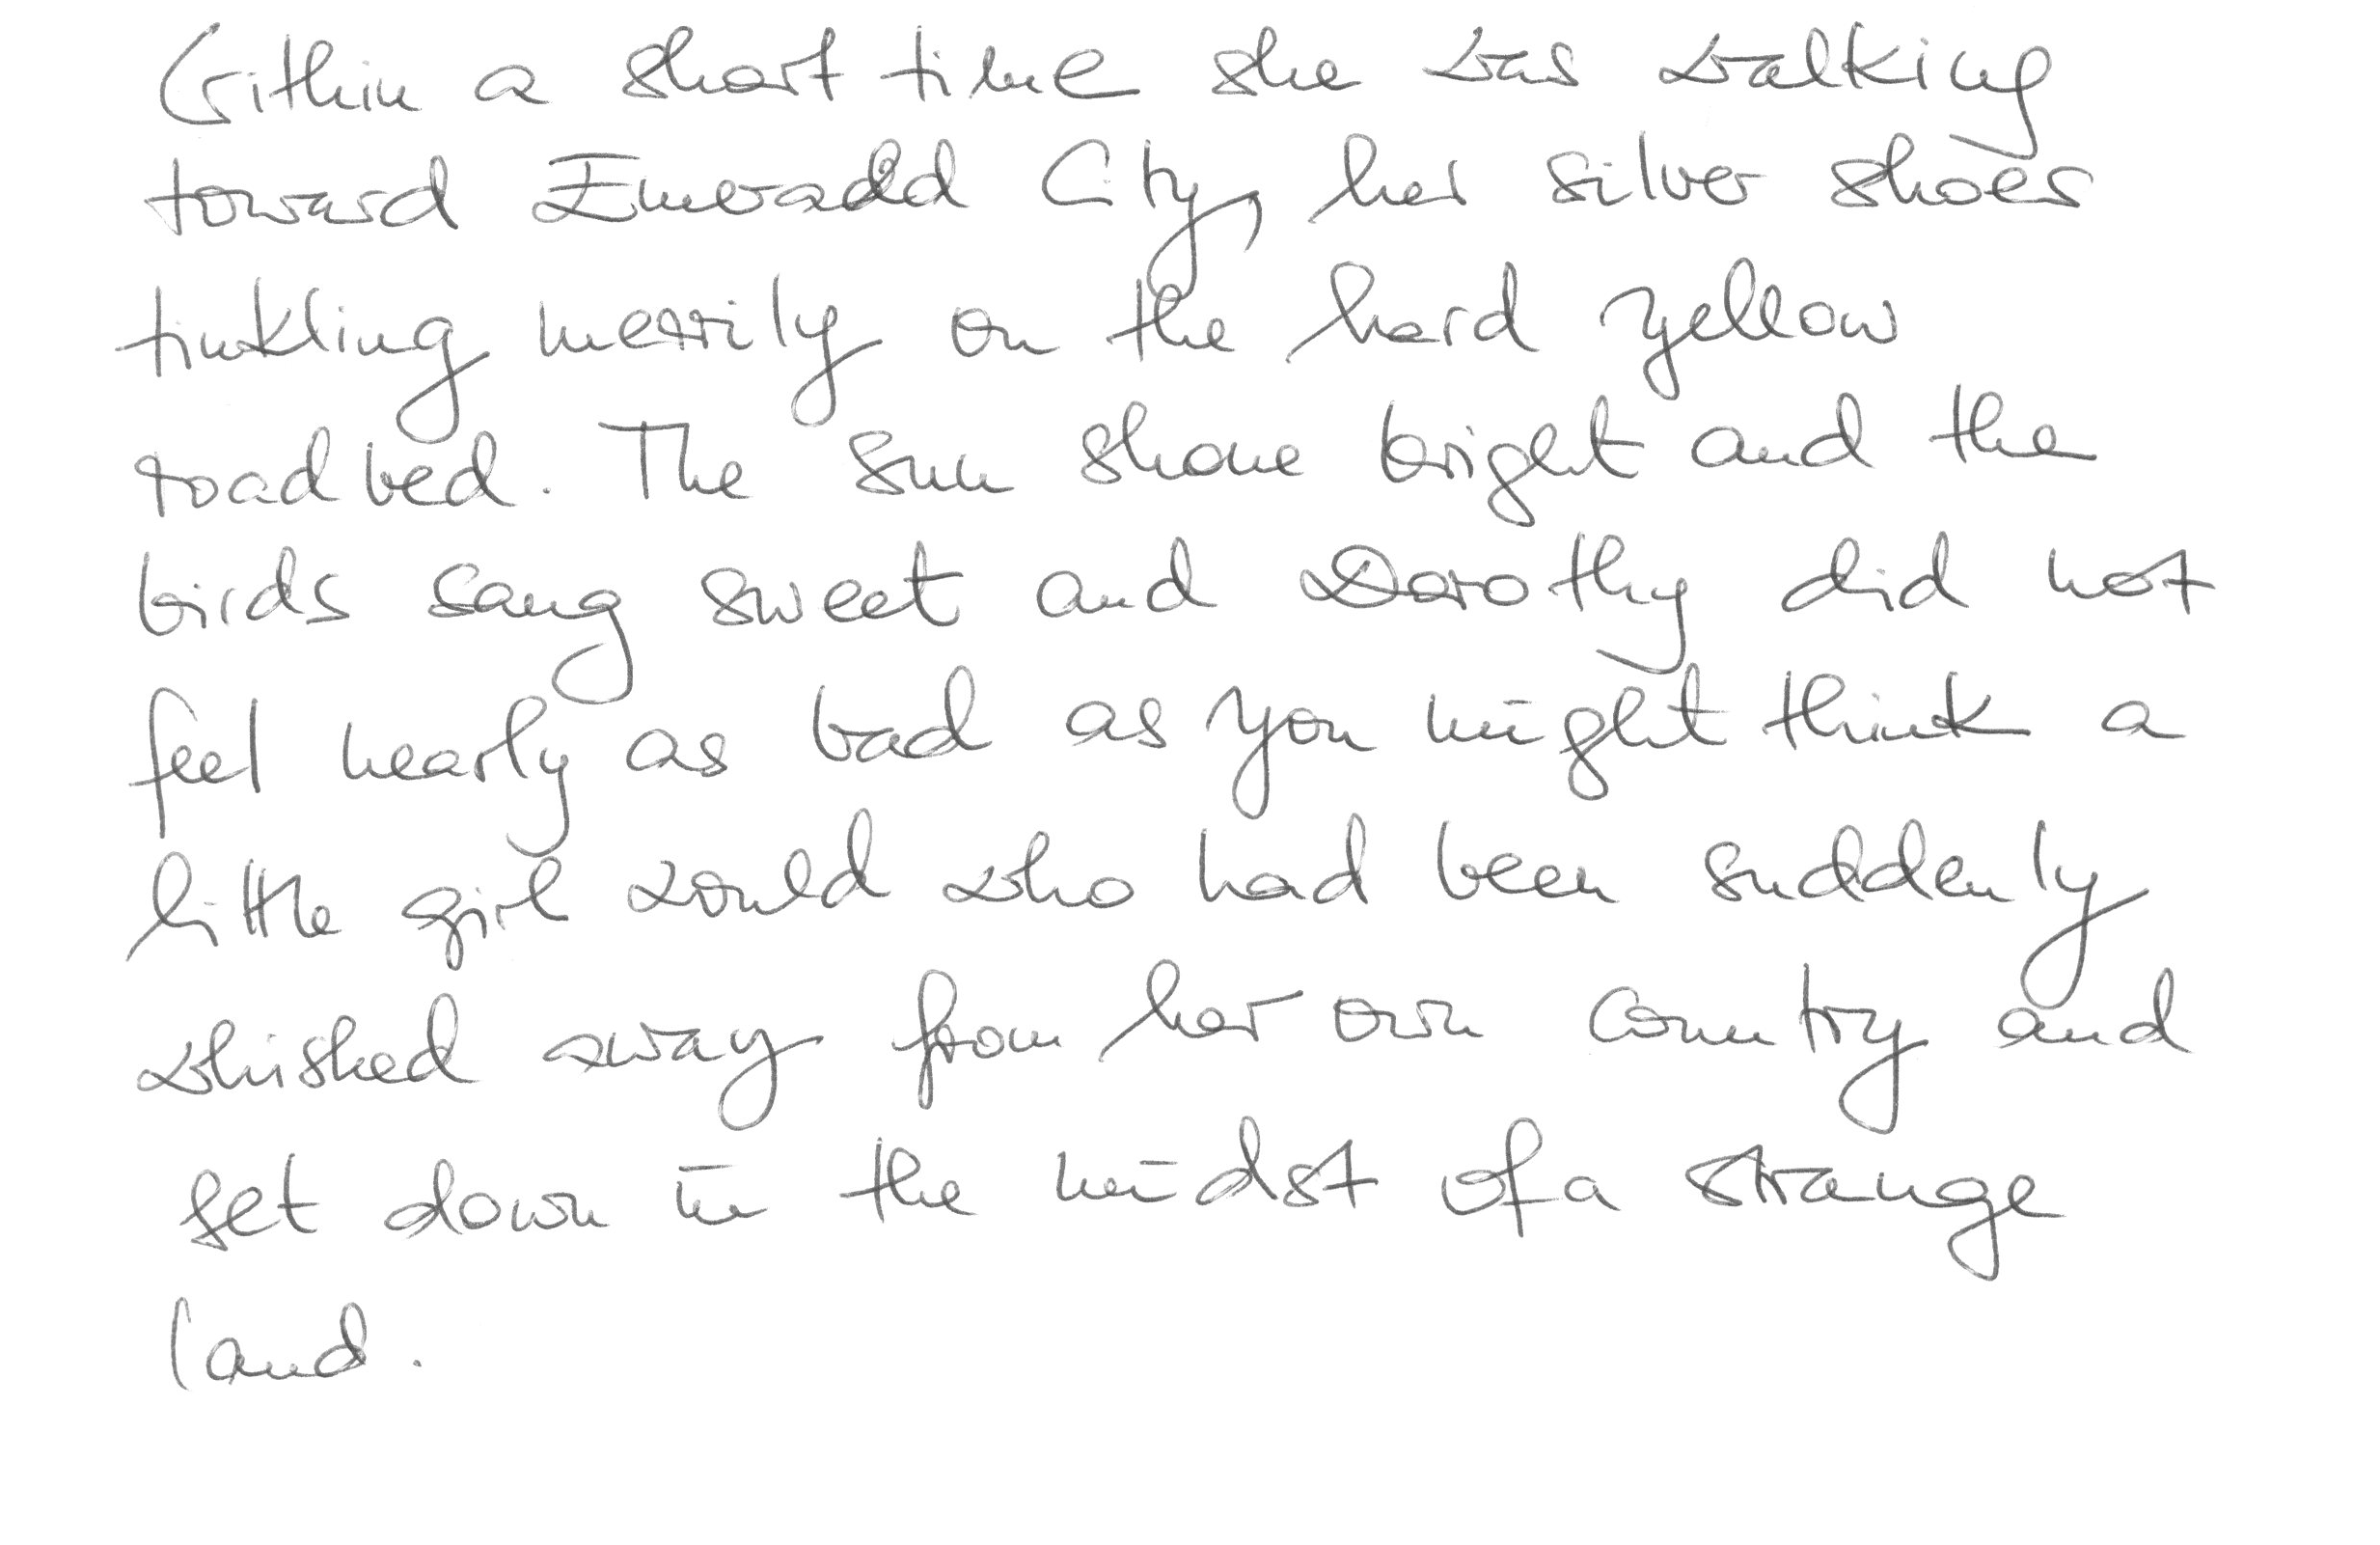 Within a short time she was walking
toward Emerald City, her silver shoes
tinkling merrily on the hard yellow
roadbed. The sun shone bright and the
birds sang sweet and Dorothy did not
feel nearly as bad as you might think a
little girl would who had been suddenly
whished away from her own country and
set down in the midst of a strange
land.